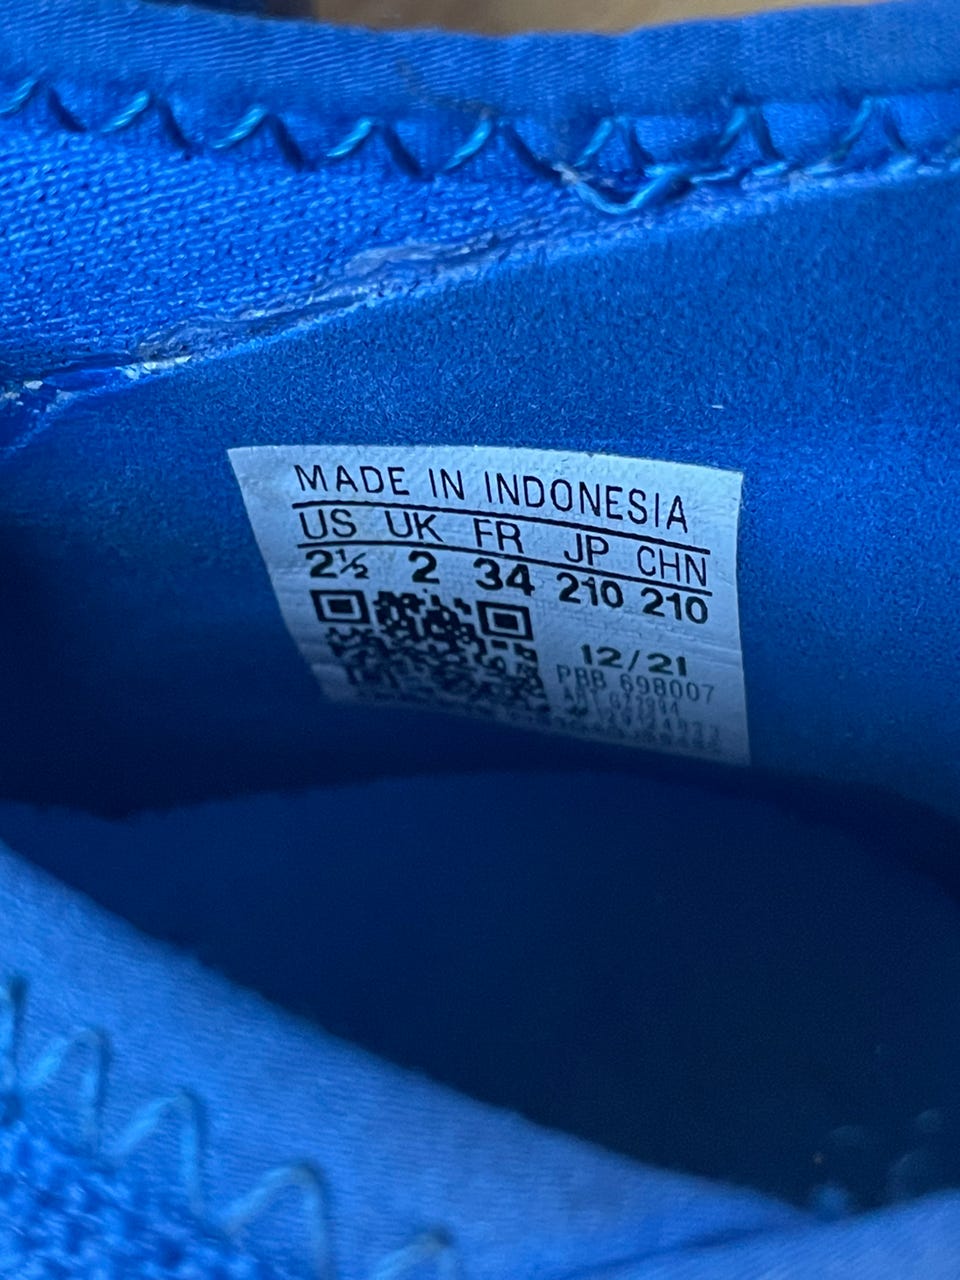 MADE IN INDONESIA
US UK FR JP CHN
2½ 2 34 210 210
12/21
PBB 698007